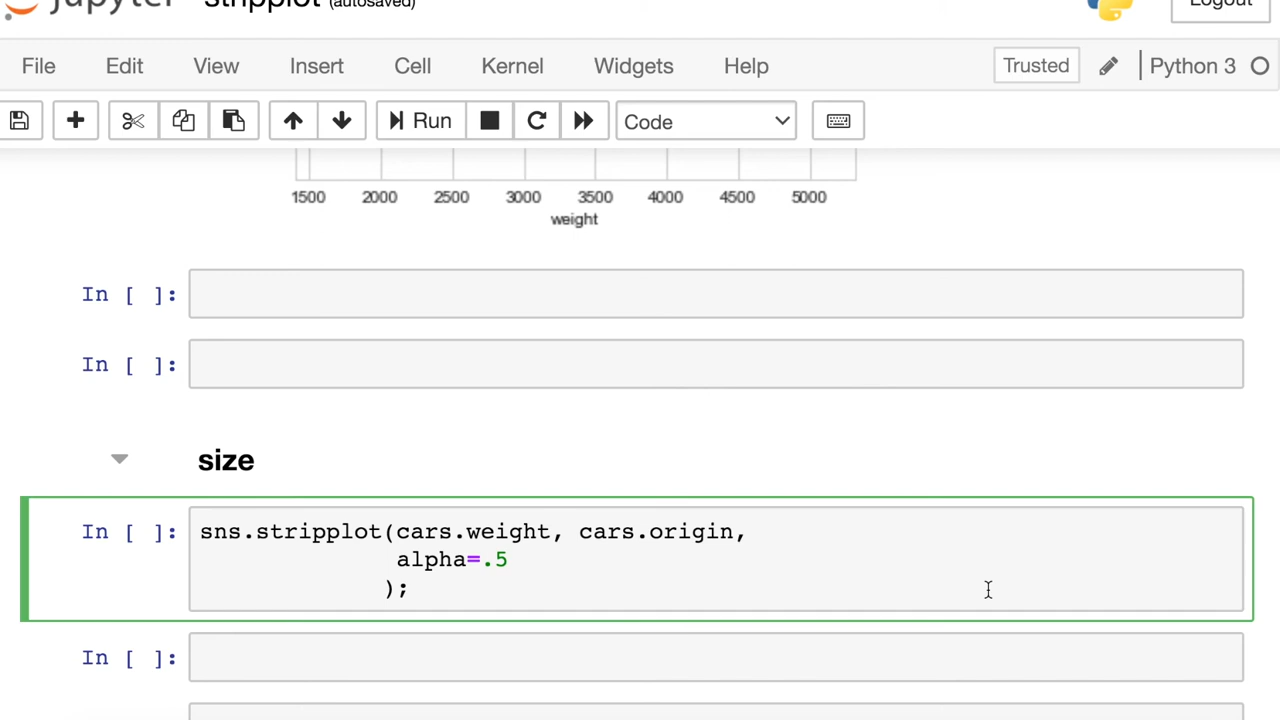 jupyter stripplot (autosaved) Logout
File Edit View Insert Cell Kernel Widgets Help Trusted Python 3
Run Code
1500 2000 2500 3000 3500 4000 4500 5000
weight
In [ ]:
In [ ]:
size
In [ ]: sns.stripplot(cars.weight, cars.origin,
alpha=.5
);
In [ ]: